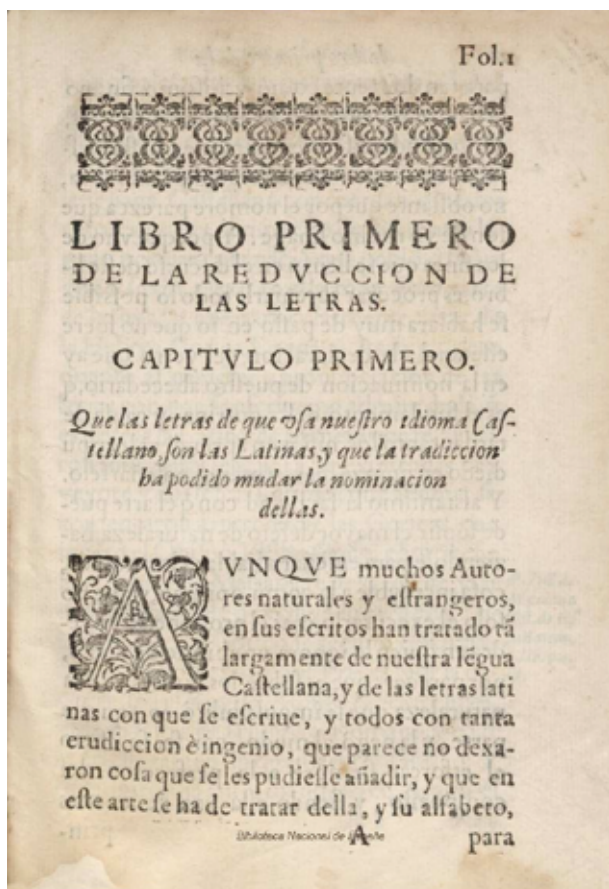 Fol.1
LIBRO PRIMERO
DE LA REDVCCION DE
LAS LETRAS.
CAPITVLO PRIMERO.
Que las letras de que vſa nueſtro idioma Caſ-
tellano, ſon las Latinas, y que la tradiccion
ha podido mudar la nominacion
dellas.
AVNQVE muchos Auto-
res naturales y eſtrangeros,
en ſus eſcritos han tratado tã
largamente de nueſtra lẽgua
Caſtellana, y de las letras lati
nas con que ſe eſcriue, y todos con tanta
erudiccion è ingenio, que parece no dexa-
ron coſa que ſe les pudieſſe añadir, y que en
eſte arte ſe ha de tratar della, y ſu alfabeto,
A para
Biblioteca Nacional de España